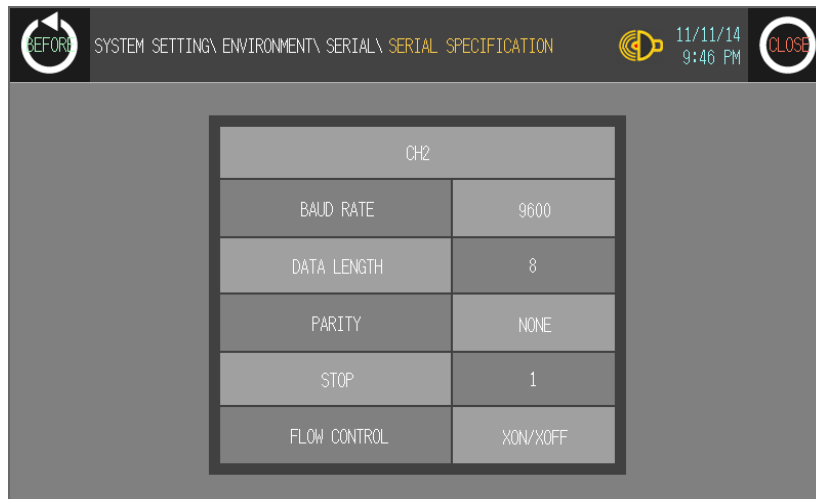 BEFORE SYSTEM SETTING\ ENVIRONMENT\ SERIAL\ SERIAL SPECIFICATION 11/11/14 CLOSE
9:46 PM
CH2
BAUD RATE 9600
DATA LENGTH 8
PARITY NONE
STOP 1
FLOW CONTROL XON/XOFF